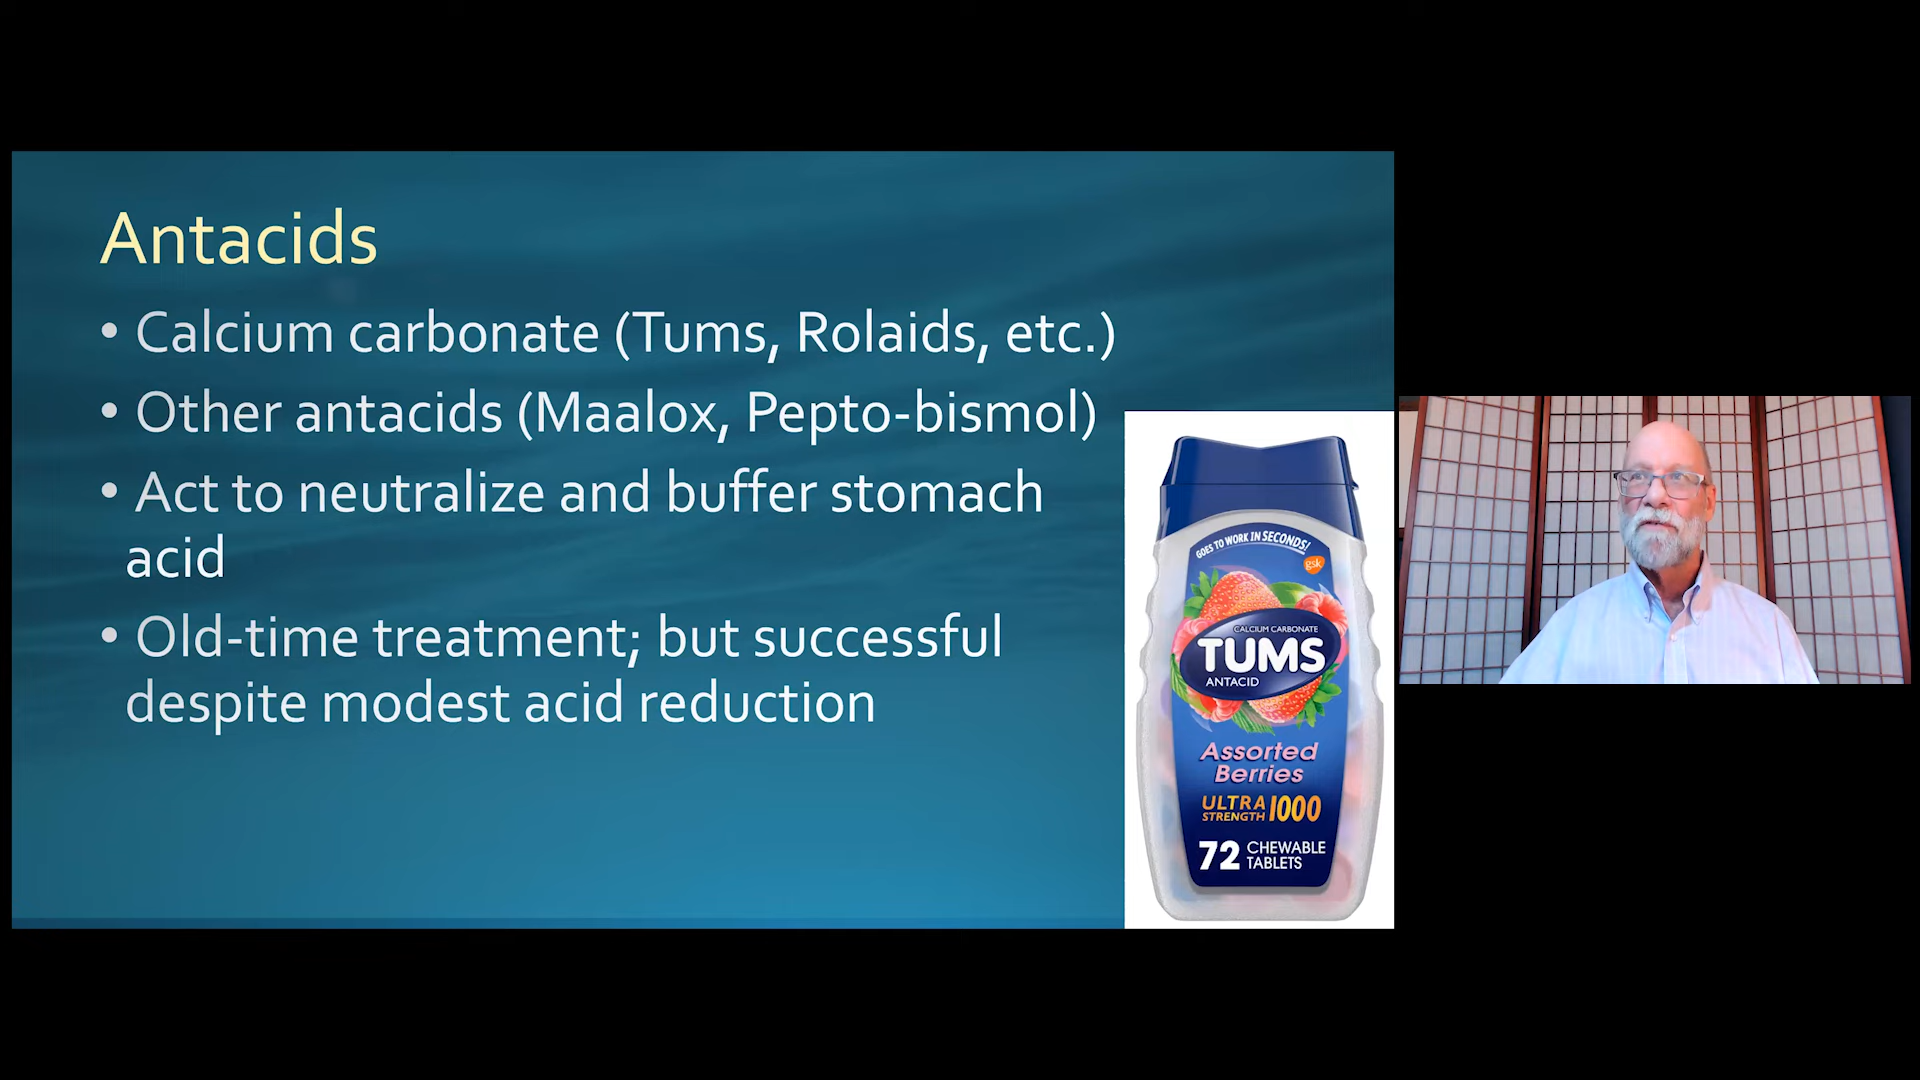 Antacids
• Calcium carbonate (Tums, Rolaids, etc.)
• Other antacids (Maalox, Pepto-bismol)
• Act to neutralize and buffer stomach
acid
• Old-time treatment; but successful
despite modest acid reduction
GOES TO WORK IN SECONDS!
gsk
CALCIUM CARBONATE
TUMS
ANTACID
Assorted
Berries
ULTRA
STRENGTH 1000
72 CHEWABLE
TABLETS